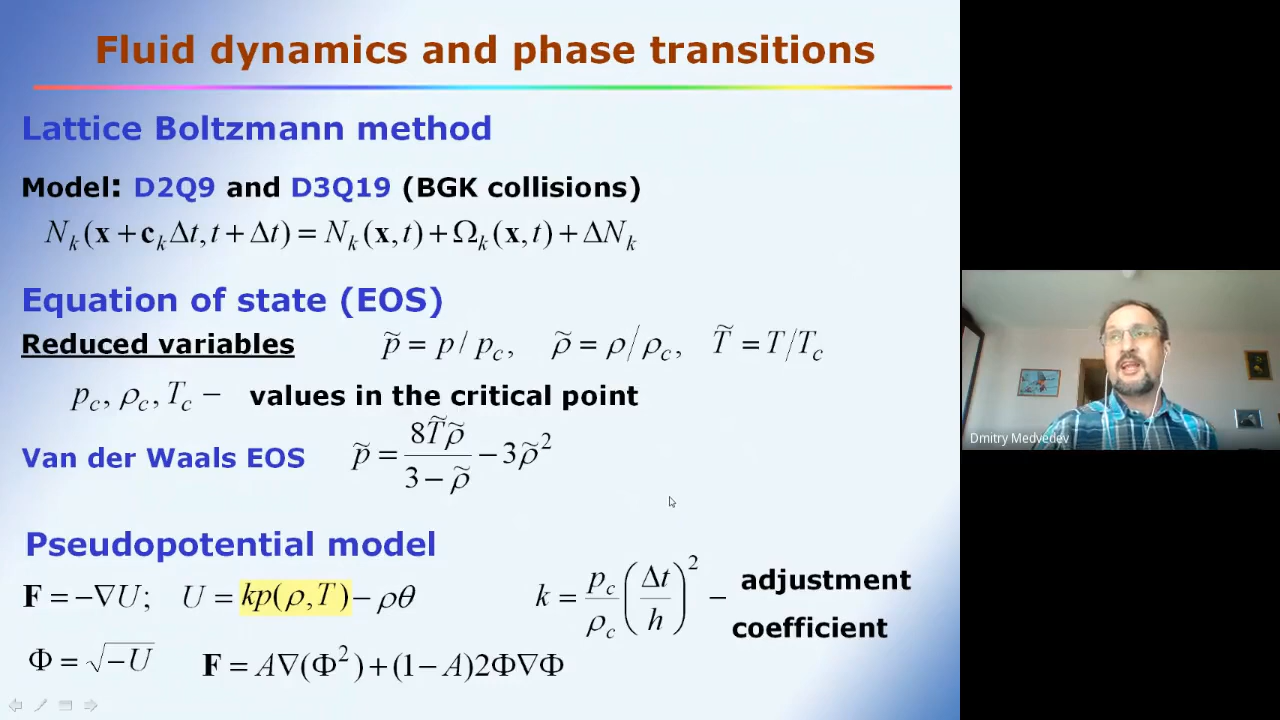 Fluid dynamics and phase transitions
Lattice Boltzmann method
Model: D2Q9 and D3Q19 (BGK collisions)
N_k(x + c_kΔt, t + Δt) = N_k(x, t) + Ω_k(x, t) + ΔN_k
Equation of state (EOS)
Reduced variables p̃ = p / p_c, ρ̃ = ρ/ρ_c, T̃ = T/T_c
p_c, ρ_c, T_c – values in the critical point
Van der Waals EOS p̃ = 8T̃ρ̃ / (3 − ρ̃) − 3ρ̃²
Pseudopotential model
F = −∇U; U = kp(ρ, T) − ρθ k = p_c/ρ_c (Δt/h)² – adjustment
coefficient
Φ = √−U F = A∇(Φ²) + (1 − A)2Φ∇Φ
Dmitry Medvedev